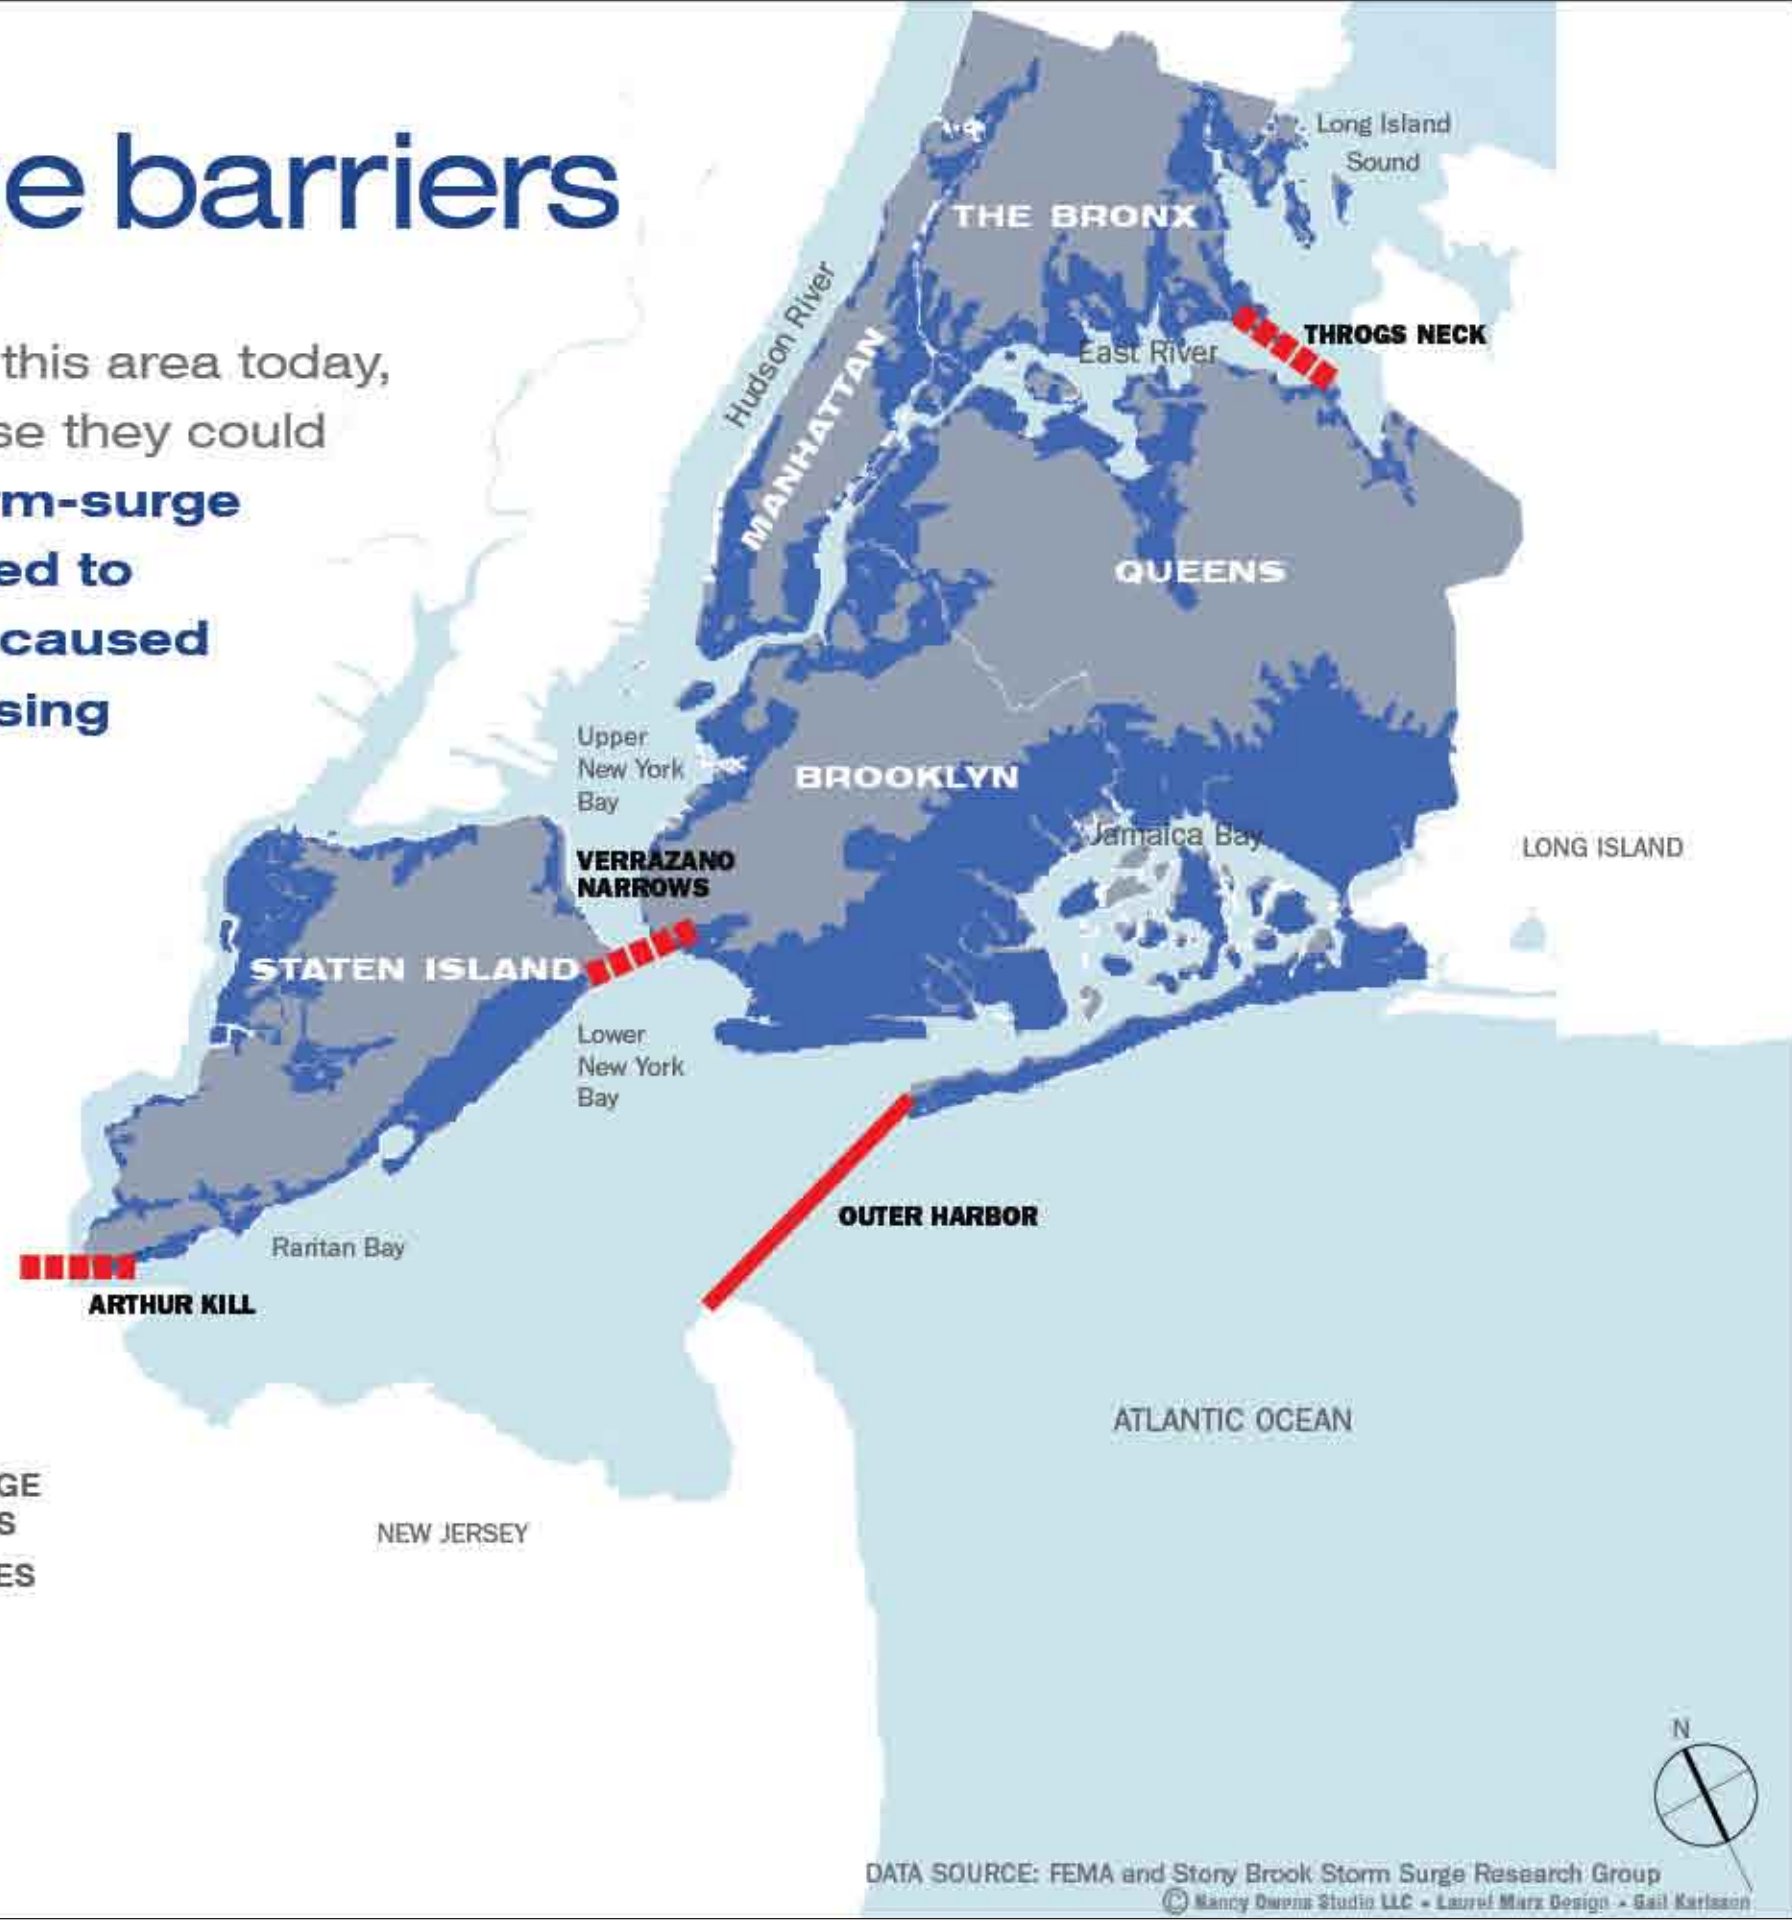 e barriers
this area today,
se they could
rm-surge
ed to
caused
sing
Long Island
Sound
THE BRONX
Hudson River
MANHATTAN
THROGS NECK
East River
QUEENS
Upper
New York
Bay
BROOKLYN
Jamaica Bay
LONG ISLAND
VERRAZANO
NARROWS
STATEN ISLAND
Lower
New York
Bay
OUTER HARBOR
Raritan Bay
ARTHUR KILL
ATLANTIC OCEAN
GE
S
ES
NEW JERSEY
N
DATA SOURCE: FEMA and Stony Brook Storm Surge Research Group
© Nancy Owens Studio LLC • Laurel Marx Design • Gail Karlsson